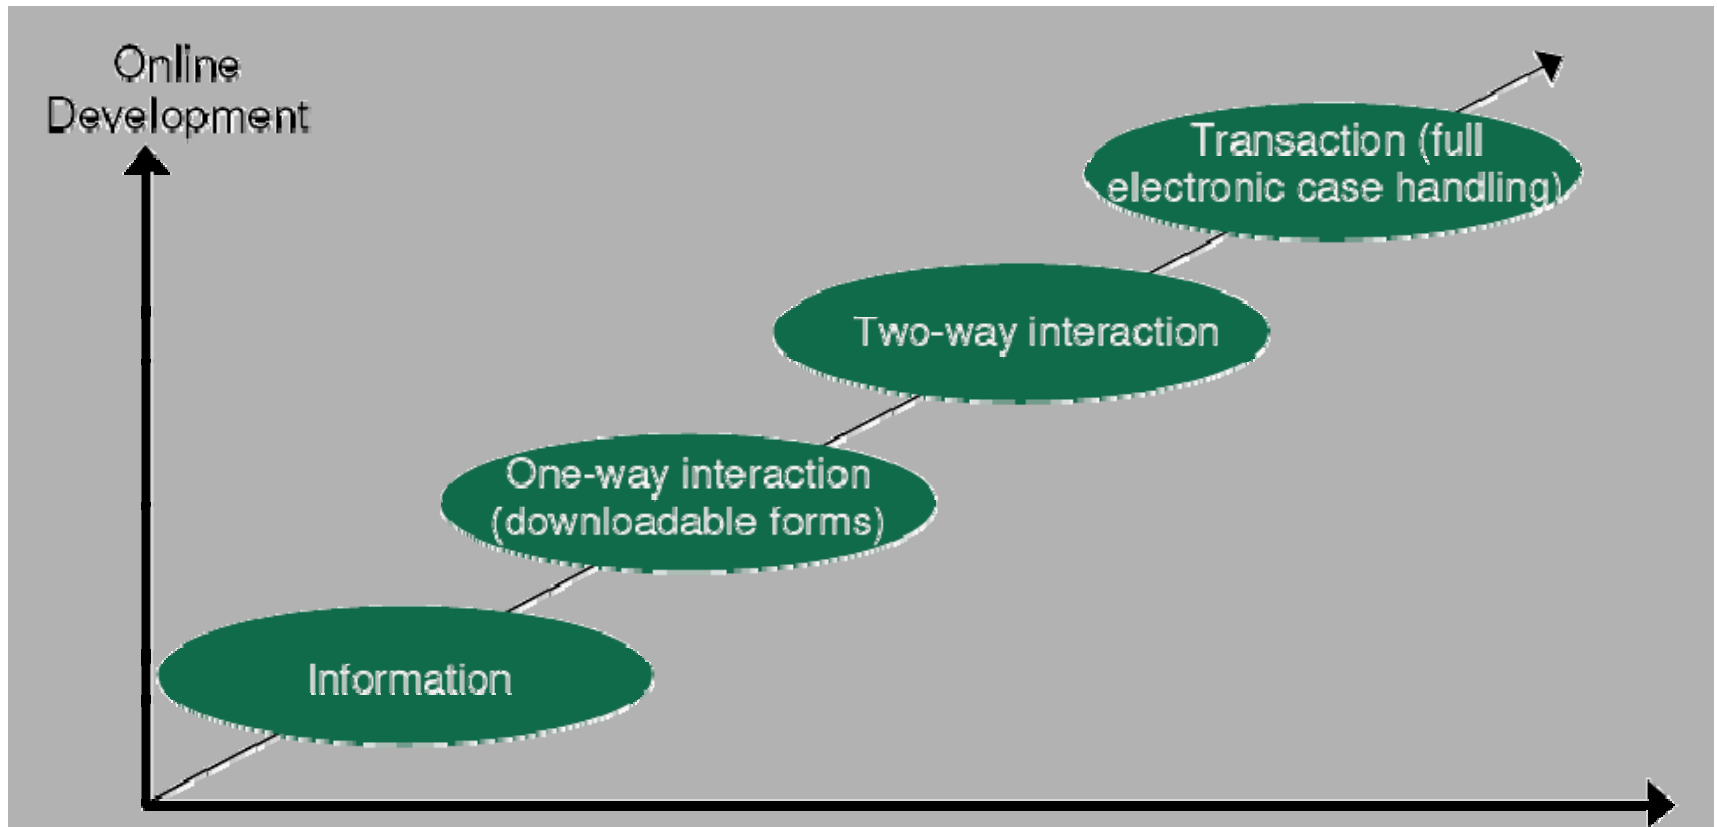 Online
Development
Transaction (full
electronic case handling)
Two-way interaction
One-way interaction
(downloadable forms)
Information